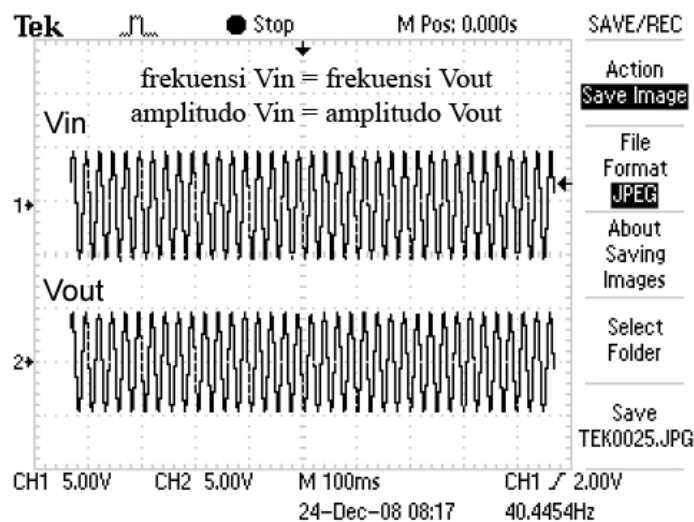 Tek Stop M Pos: 0.000s SAVE/REC
frekuensi Vin = frekuensi Vout
amplitudo Vin = amplitudo Vout
Vin
1
Vout
2
Action
Save Image
File
Format
JPEG
About
Saving
Images
Select
Folder
Save
TEK0025.JPG
CH1 5.00V CH2 5.00V M 100ms CH1 2.00V
24-Dec-08 08:17 40.4454Hz